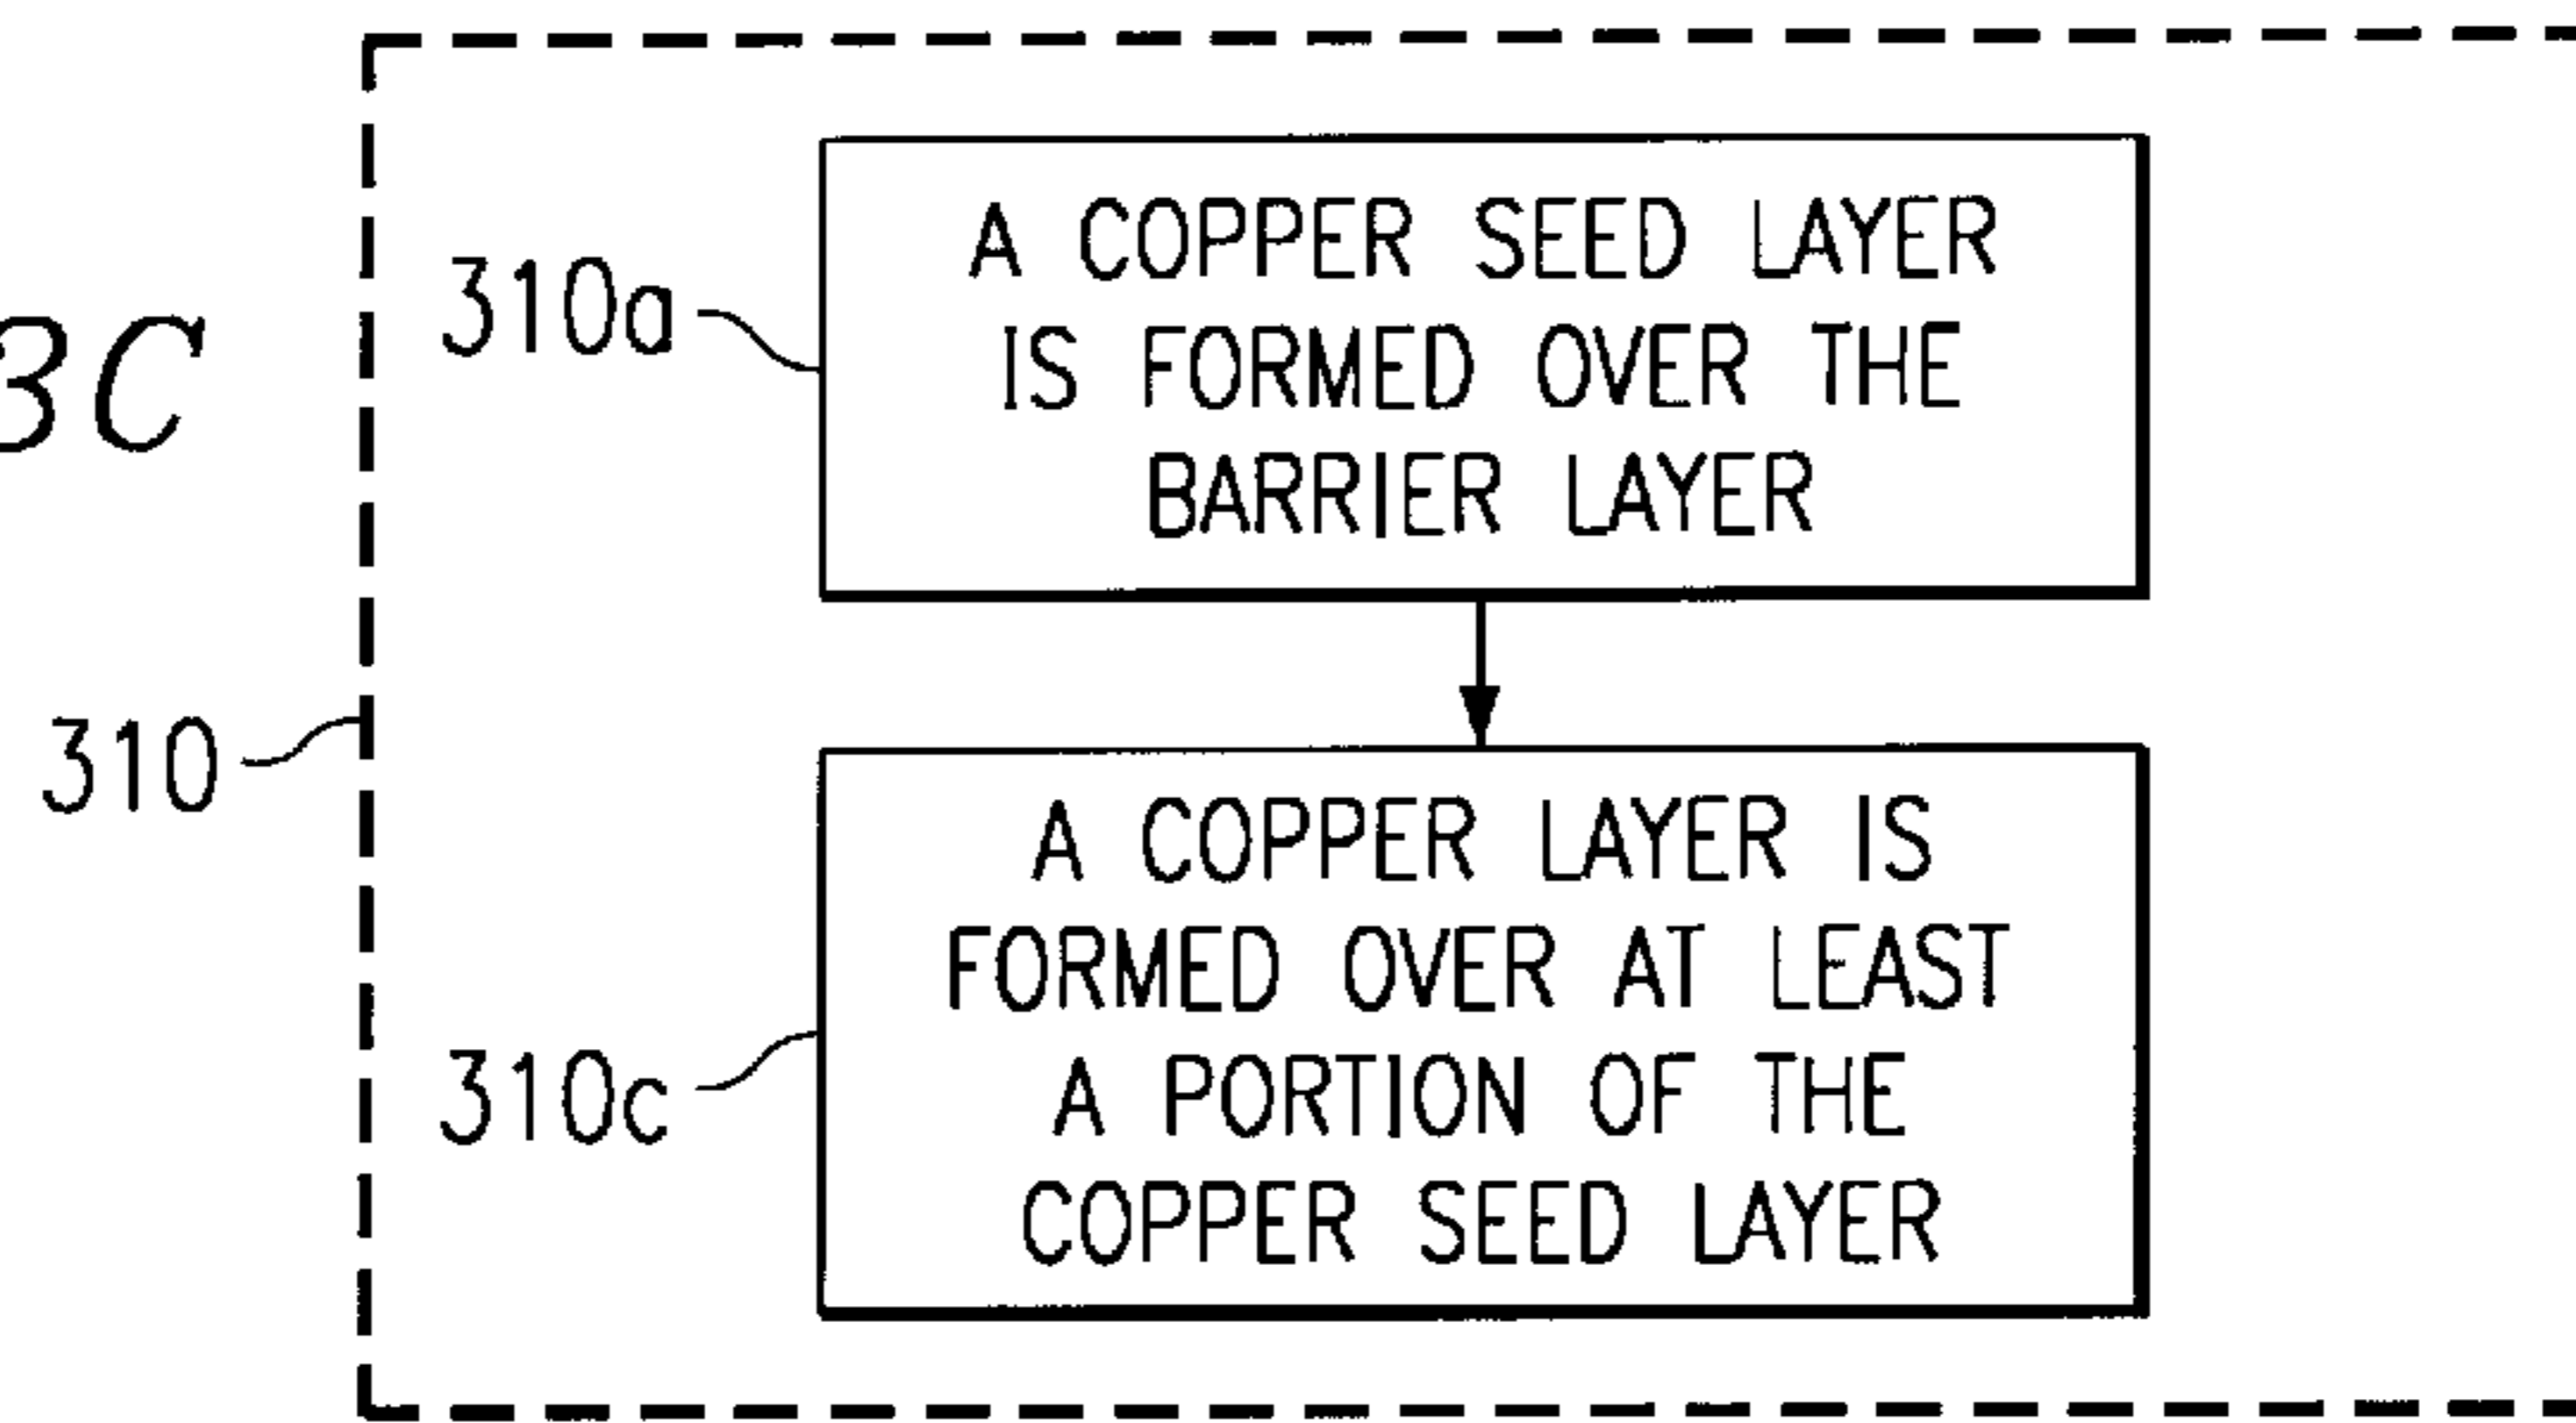 3C
310a
A COPPER SEED LAYER
IS FORMED OVER THE
BARRIER LAYER
310
A COPPER LAYER IS
FORMED OVER AT LEAST
A PORTION OF THE
COPPER SEED LAYER
310c